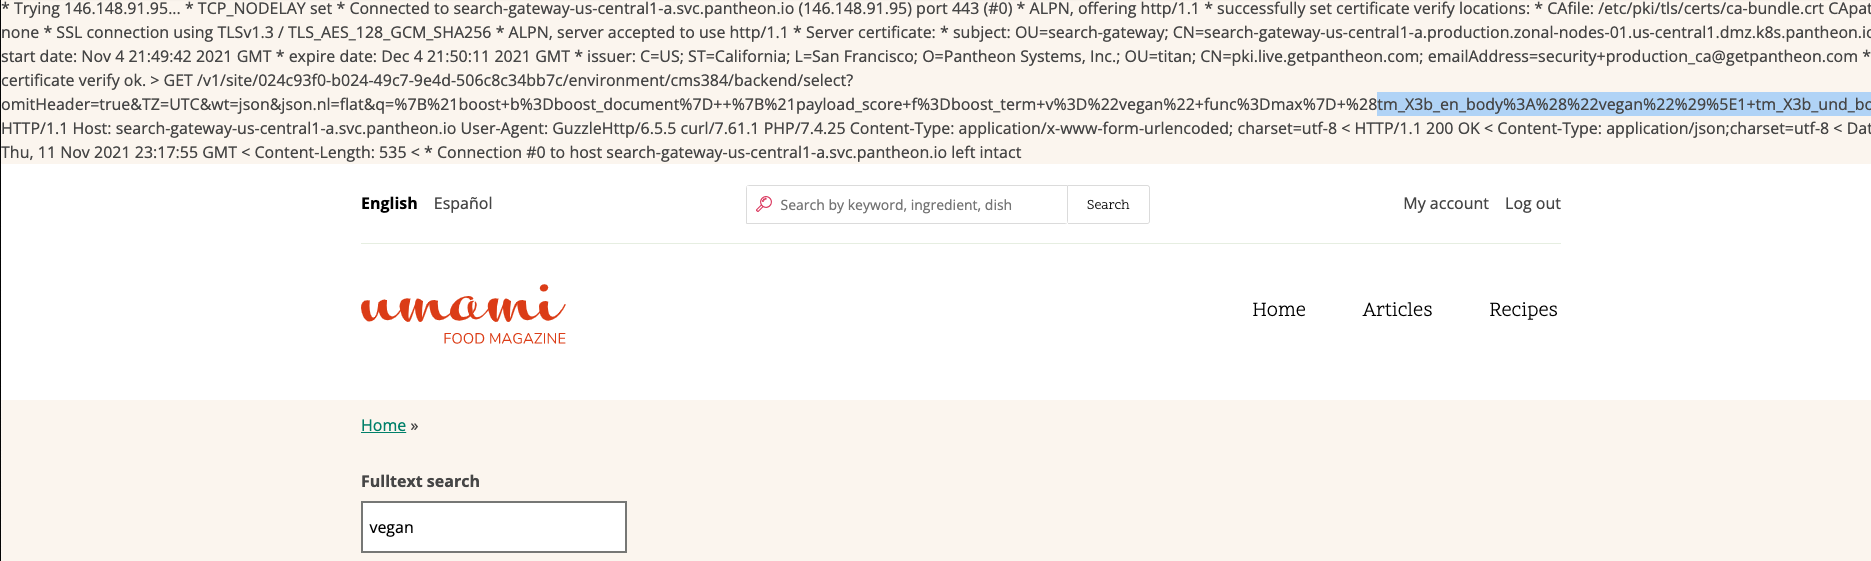 * Trying 146.148.91.95... * TCP_NODELAY set * Connected to search-gateway-us-central1-a.svc.pantheon.io (146.148.91.95) port 443 (#0) * ALPN, offering http/1.1 * successfully set certificate verify locations: * CAfile: /etc/pki/tls/certs/ca-bundle.crt CApat
none * SSL connection using TLSv1.3 / TLS_AES_128_GCM_SHA256 * ALPN, server accepted to use http/1.1 * Server certificate: * subject: OU=search-gateway; CN=search-gateway-us-central1-a.production.zonal-nodes-01.us-central1.dmz.k8s.pantheon.io
start date: Nov 4 21:49:42 2021 GMT * expire date: Dec 4 21:50:11 2021 GMT * issuer: C=US; ST=California; L=San Francisco; O=Pantheon Systems, Inc.; OU=titan; CN=pki.live.getpantheon.com; emailAddress=security+production_ca@getpantheon.com *
certificate verify ok. > GET /v1/site/024c93f0-b024-49c7-9e4d-506c8c34bb7c/environment/cms384/backend/select?
omitHeader=true&TZ=UTC&wt=json&json.nl=flat&q=%7B%21boost+b%3Dboost_document%7D++%7B%21payload_score+f%3Dboost_term+v%3D%22vegan%22+func%3Dmax%7D+%28tm_X3b_en_body%3A%28%22vegan%22%29%5E1+tm_X3b_und_bo
HTTP/1.1 Host: search-gateway-us-central1-a.svc.pantheon.io User-Agent: GuzzleHttp/6.5.5 curl/7.61.1 PHP/7.4.25 Content-Type: application/x-www-form-urlencoded; charset=utf-8 < HTTP/1.1 200 OK < Content-Type: application/json;charset=utf-8 < Dat
Thu, 11 Nov 2021 23:17:55 GMT < Content-Length: 535 < * Connection #0 to host search-gateway-us-central1-a.svc.pantheon.io left intact
English Español Search by keyword, ingredient, dish Search My account Log out
umami
FOOD MAGAZINE
Home Articles Recipes
Home »
Fulltext search
vegan